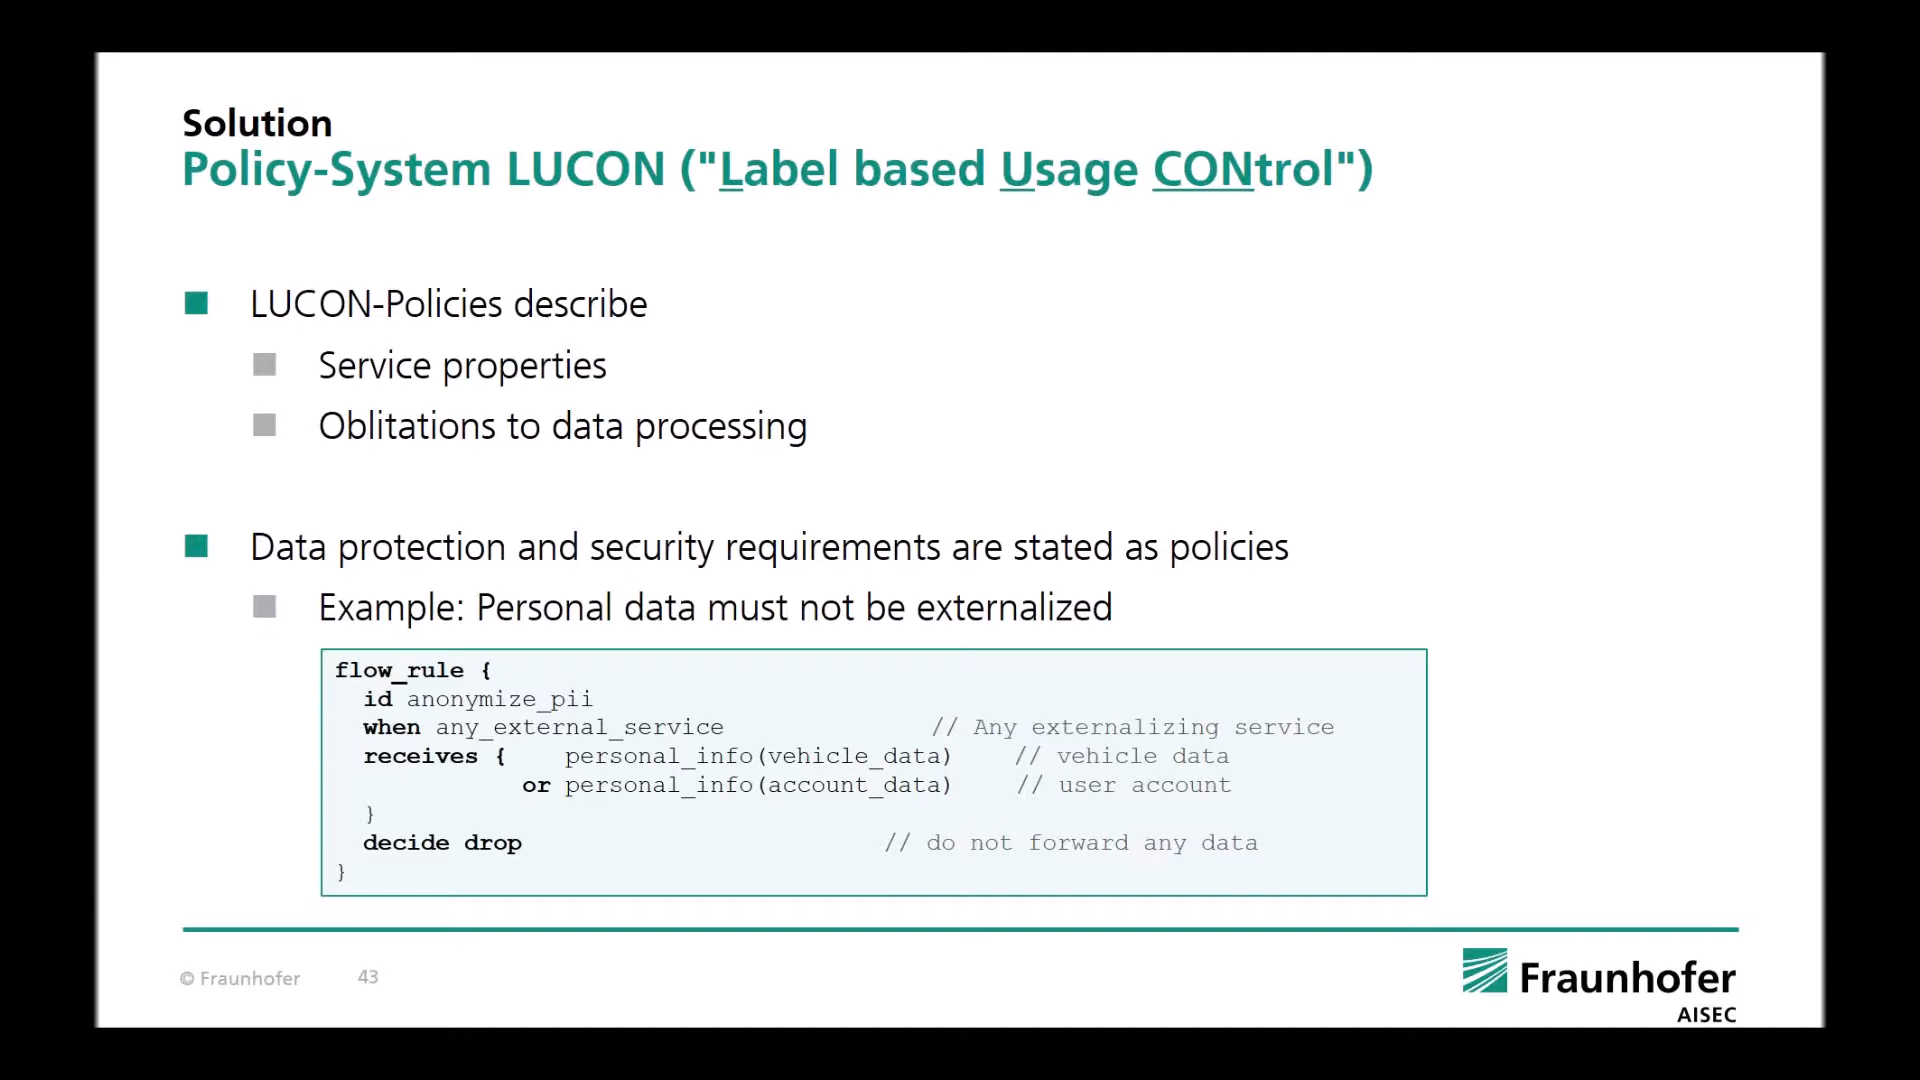 Solution
Policy-System LUCON ("Label based Usage CONtrol")
LUCON-Policies describe
Service properties
Oblitations to data processing
Data protection and security requirements are stated as policies
Example: Personal data must not be externalized
flow_rule {
id anonymize_pii
when any_external_service // Any externalizing service
receives { personal_info(vehicle_data) // vehicle data
or personal_info(account_data) // user account
}
decide drop // do not forward any data
}
© Fraunhofer 43
Fraunhofer
AISEC